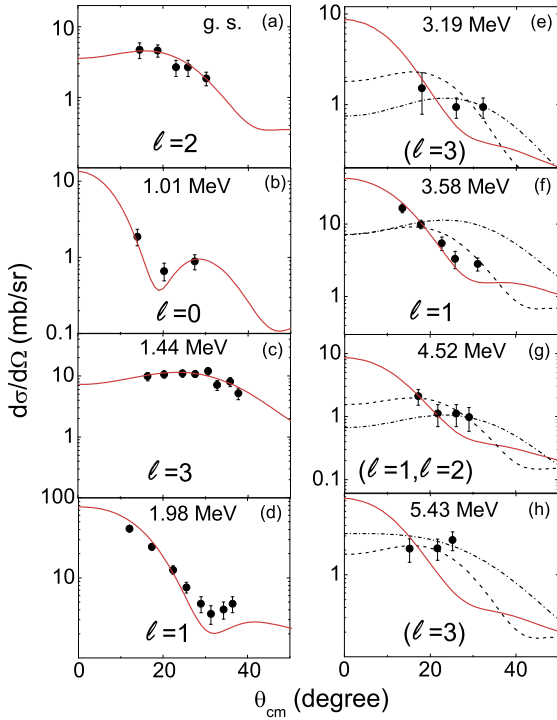 g. s. (a)
10
1
ℓ=2
1.01 MeV (b)
10
1
0.1
ℓ=0
1.44 MeV (c)
10
1
ℓ=3
100
1.98 MeV (d)
10
ℓ=1
0 20 40
3.19 MeV (e)
1
(ℓ=3)
3.58 MeV (f)
10
1
ℓ=1
4.52 MeV (g)
1
0.1
(ℓ=1,ℓ=2)
5.43 MeV (h)
1
(ℓ=3)
0 20 40
dσ/dΩ (mb/sr)
θcm (degree)